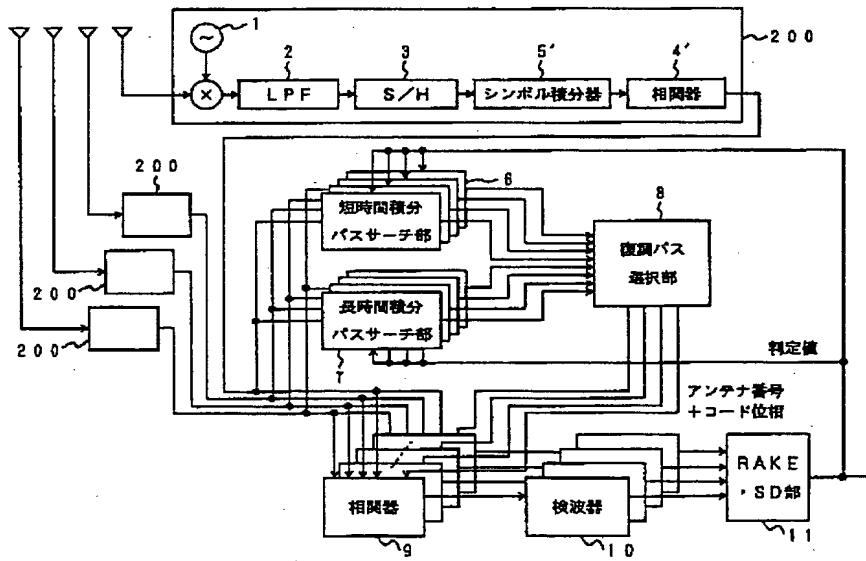 1
200
2
3
5'
4'
~
×
LPF
S/H
シンボル積分器
相関器
200
200
200
6
短時間積分
パスサーチ部
長時間積分
パスサーチ部
7
8
復調パス
選択部
判定値
アンテナ番号
+コード位相
相関器
9
検波器
10
RAKE
,SD部
11